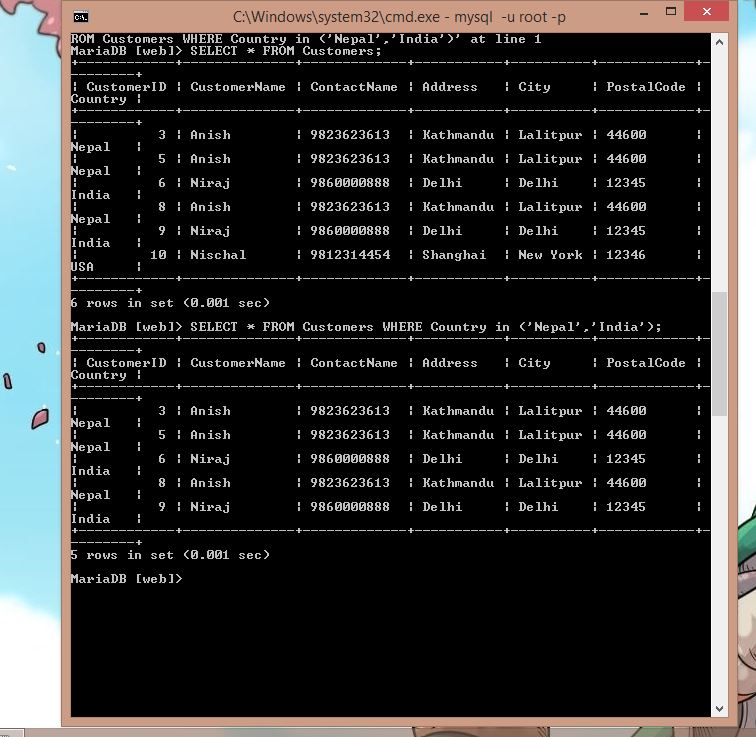 C:\Windows\system32\cmd.exe - mysql -u root -p
ROM Customers WHERE Country in ('Nepal','India')' at line 1
MariaDB [web]> SELECT * FROM Customers;
+------------+--------------+-------------+-----------+----------+------------+-
--------+
| CustomerID | CustomerName | ContactName | Address   | City     | PostalCode |
Country |
+------------+--------------+-------------+-----------+----------+------------+-
--------+
|          3 | Anish        | 9823623613  | Kathmandu | Lalitpur | 44600      |
Nepal   |
|          5 | Anish        | 9823623613  | Kathmandu | Lalitpur | 44600      |
Nepal   |
|          6 | Niraj        | 9860000888  | Delhi     | Delhi    | 12345      |
India   |
|          8 | Anish        | 9823623613  | Kathmandu | Lalitpur | 44600      |
Nepal   |
|          9 | Niraj        | 9860000888  | Delhi     | Delhi    | 12345      |
India   |
|         10 | Nischal      | 9812314454  | Shanghai  | New York | 12346      |
USA     |
+------------+--------------+-------------+-----------+----------+------------+-
--------+
6 rows in set (0.001 sec)
MariaDB [web]> SELECT * FROM Customers WHERE Country in ('Nepal','India');
+------------+--------------+-------------+-----------+----------+------------+-
--------+
| CustomerID | CustomerName | ContactName | Address   | City     | PostalCode |
Country |
+------------+--------------+-------------+-----------+----------+------------+-
--------+
|          3 | Anish        | 9823623613  | Kathmandu | Lalitpur | 44600      |
Nepal   |
|          5 | Anish        | 9823623613  | Kathmandu | Lalitpur | 44600      |
Nepal   |
|          6 | Niraj        | 9860000888  | Delhi     | Delhi    | 12345      |
India   |
|          8 | Anish        | 9823623613  | Kathmandu | Lalitpur | 44600      |
Nepal   |
|          9 | Niraj        | 9860000888  | Delhi     | Delhi    | 12345      |
India   |
+------------+--------------+-------------+-----------+----------+------------+-
--------+
5 rows in set (0.001 sec)
MariaDB [web]>